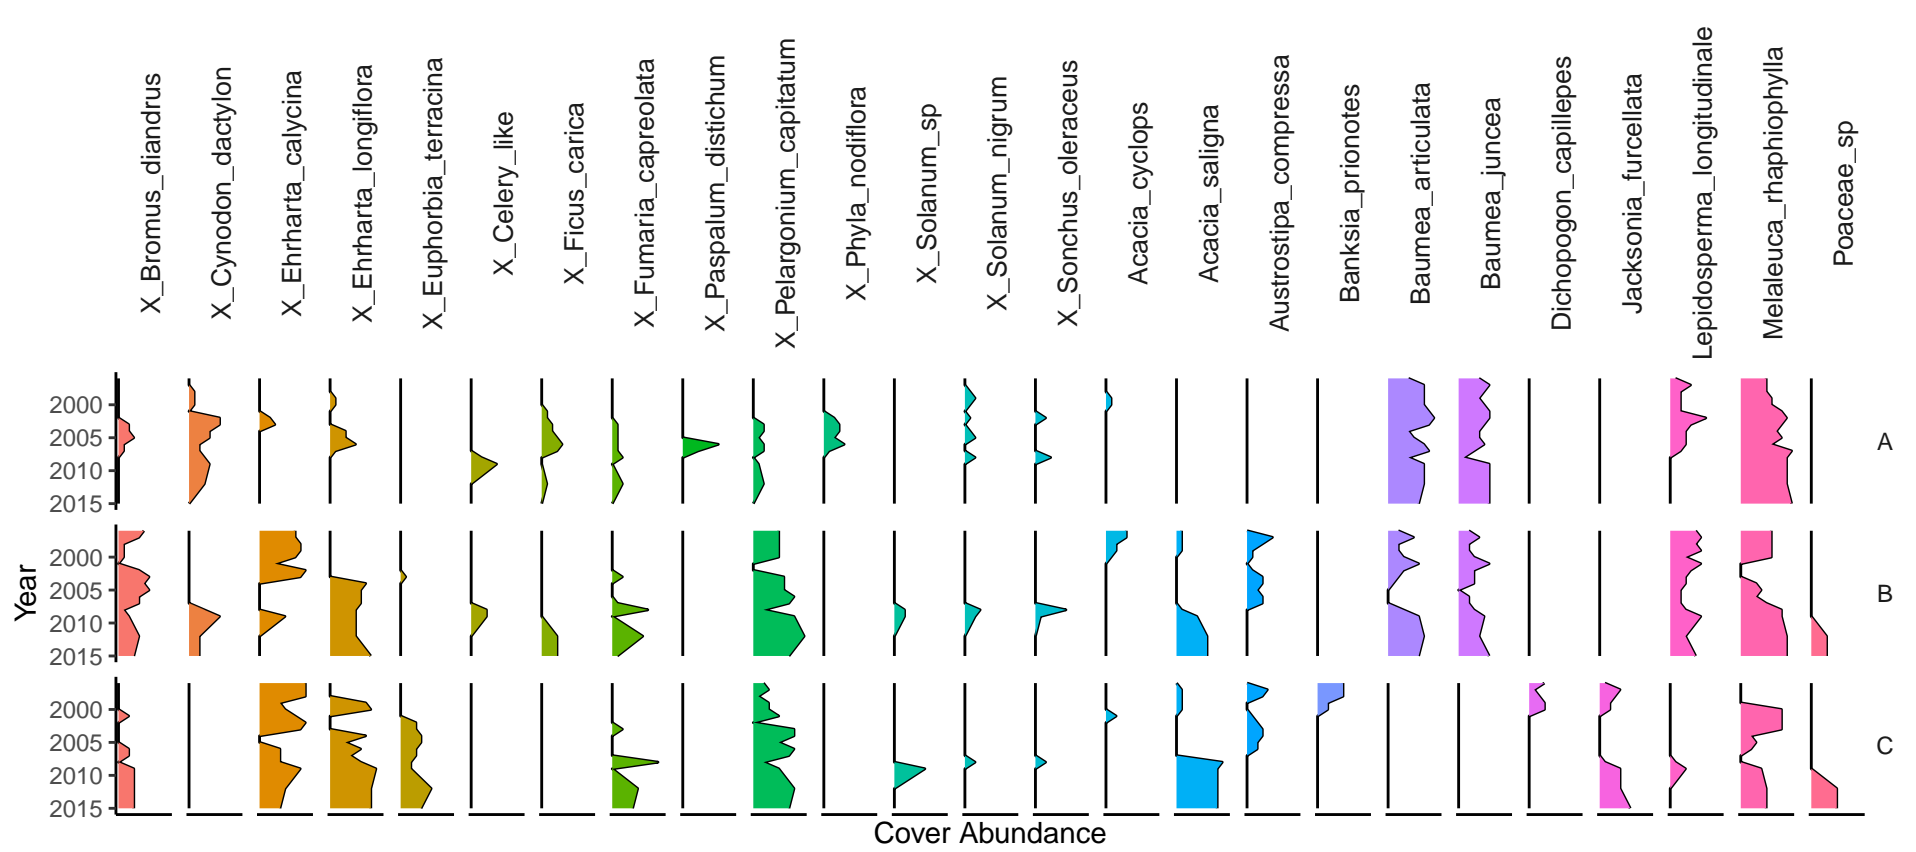 X_Bromus_diandrus
X_Cynodon_dactylon
X_Ehrharta_calycina
X_Ehrharta_longiflora
X_Euphorbia_terracina
X_Celery_like
X_Ficus_carica
X_Fumaria_capreolata
X_Paspalum_distichum
X_Pelargonium_capitatum
X_Phyla_nodiflora
X_Solanum_sp
X_Solanum_nigrum
X_Sonchus_oleraceus
Acacia_cyclops
Acacia_saligna
Austrostipa_compressa
Banksia_prionotes
Baumea_articulata
Baumea_juncea
Dichopogon_capillepes
Jacksonia_furcellata
Lepidosperma_longitudinale
Melaleuca_rhaphiophylla
Poaceae_sp
2000
2005
2010
2015
A
2000
2005
2010
2015
B
2000
2005
2010
2015
C
Year
Cover Abundance